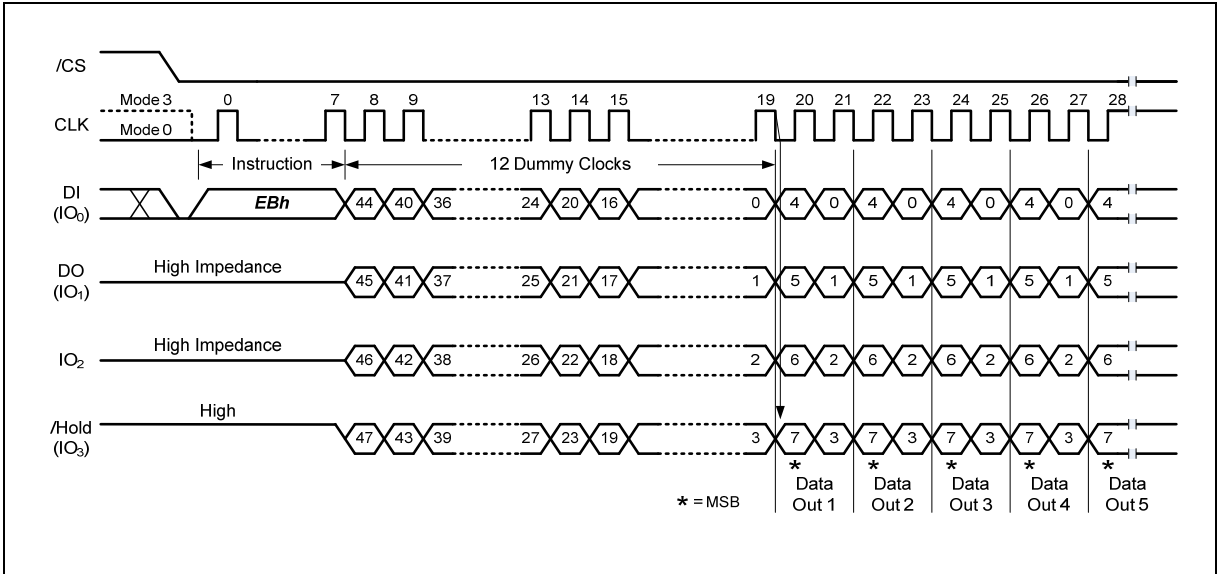 /CS
Mode 3 0 7 8 9 13 14 15 19 20 21 22 23 24 25 26 27 28
CLK
Mode 0
Instruction 12 Dummy Clocks
DI
(IO₀) EBh 44 40 36 24 20 16 0 4 0 4 0 4 0 4 0 4
DO High Impedance
(IO₁) 45 41 37 25 21 17 1 5 1 5 1 5 1 5 1 5
High Impedance
IO₂ 46 42 38 26 22 18 2 6 2 6 2 6 2 6 2 6
High
/Hold
(IO₃) 47 43 39 27 23 19 3 7 3 7 3 7 3 7 3 7
* * * * *
* = MSB Data Data Data Data Data
Out 1 Out 2 Out 3 Out 4 Out 5